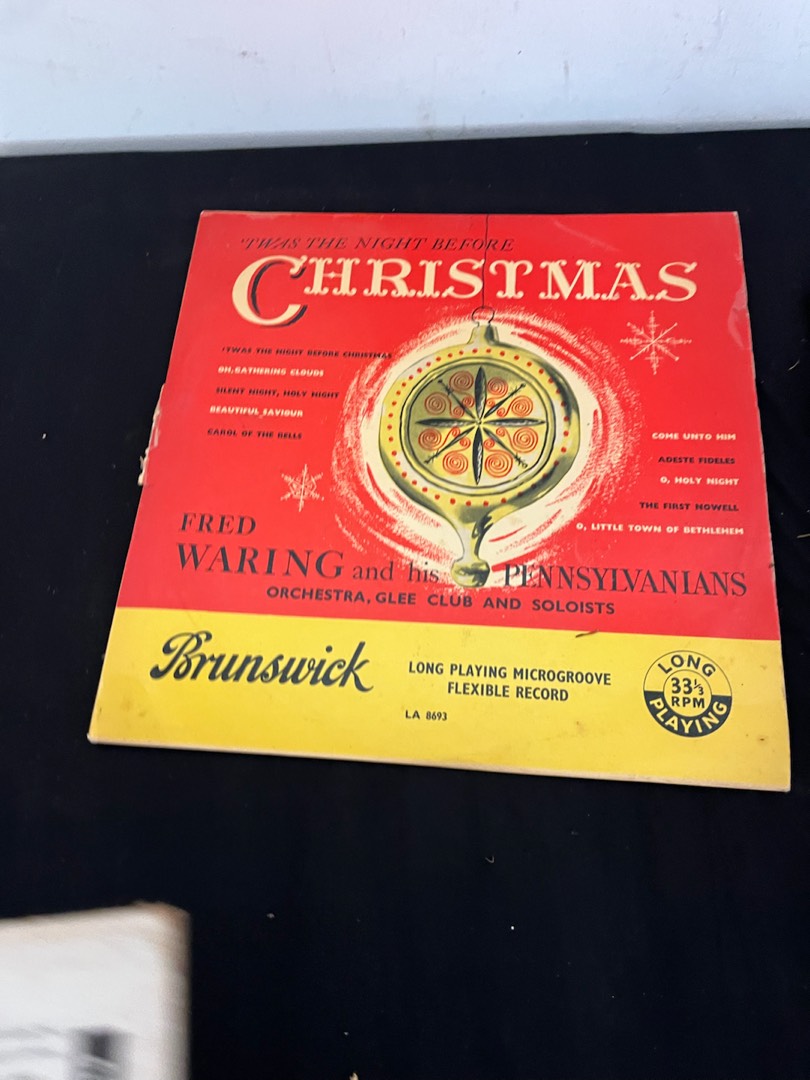 'TWAS THE NIGHT BEFORE
CHRISTMAS
'TWAS THE NIGHT BEFORE CHRISTMAS
OH, GATHERING CLOUDS
SILENT NIGHT, HOLY NIGHT
BEAUTIFUL SAVIOUR
CAROL OF THE BELLS
COME UNTO HIM
ADESTE FIDELES
O, HOLY NIGHT
THE FIRST NOWELL
O, LITTLE TOWN OF BETHLEHEM
FRED
WARING and his PENNSYLVANIANS
ORCHESTRA, GLEE CLUB AND SOLOISTS
Brunswick
LONG PLAYING MICROGROOVE
FLEXIBLE RECORD
LA 8693
LONG
33⅓
RPM
PLAYING